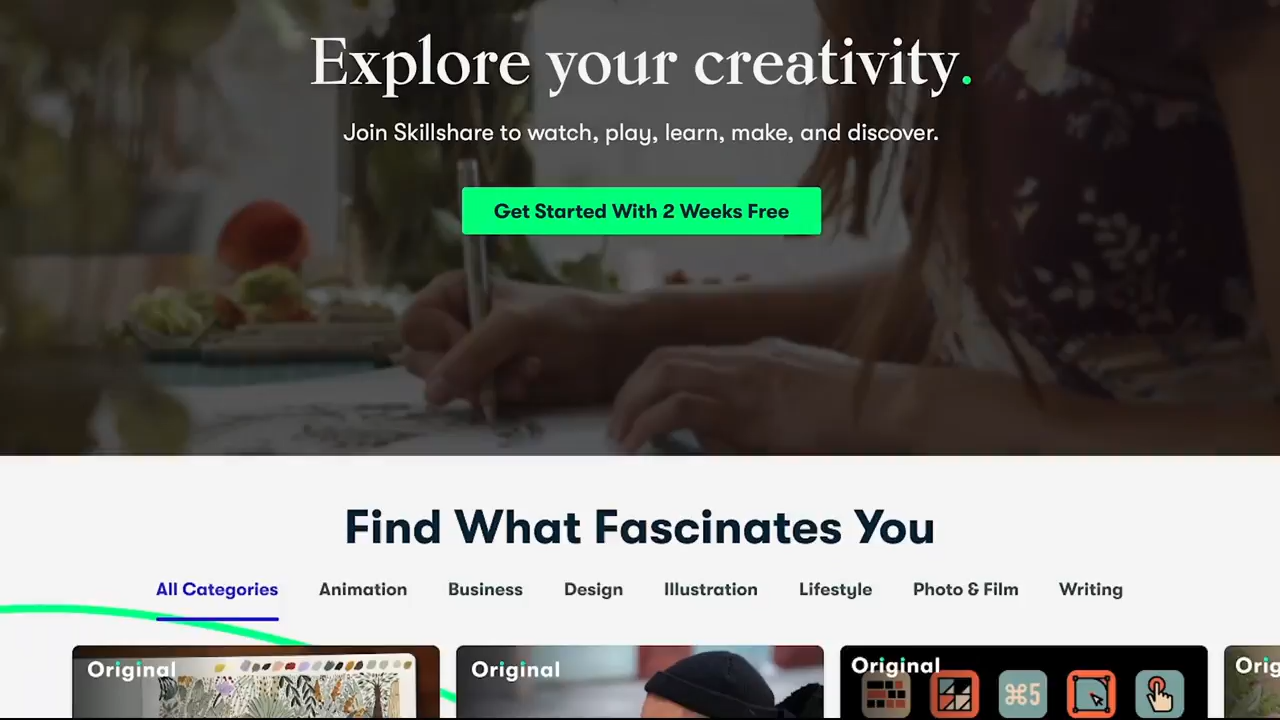 Explore your creativity.
Join Skillshare to watch, play, learn, make, and discover.
Get Started With 2 Weeks Free
Find What Fascinates You
All Categories Animation Business Design Illustration Lifestyle Photo & Film Writing
Original Original Original Orig
⌘5